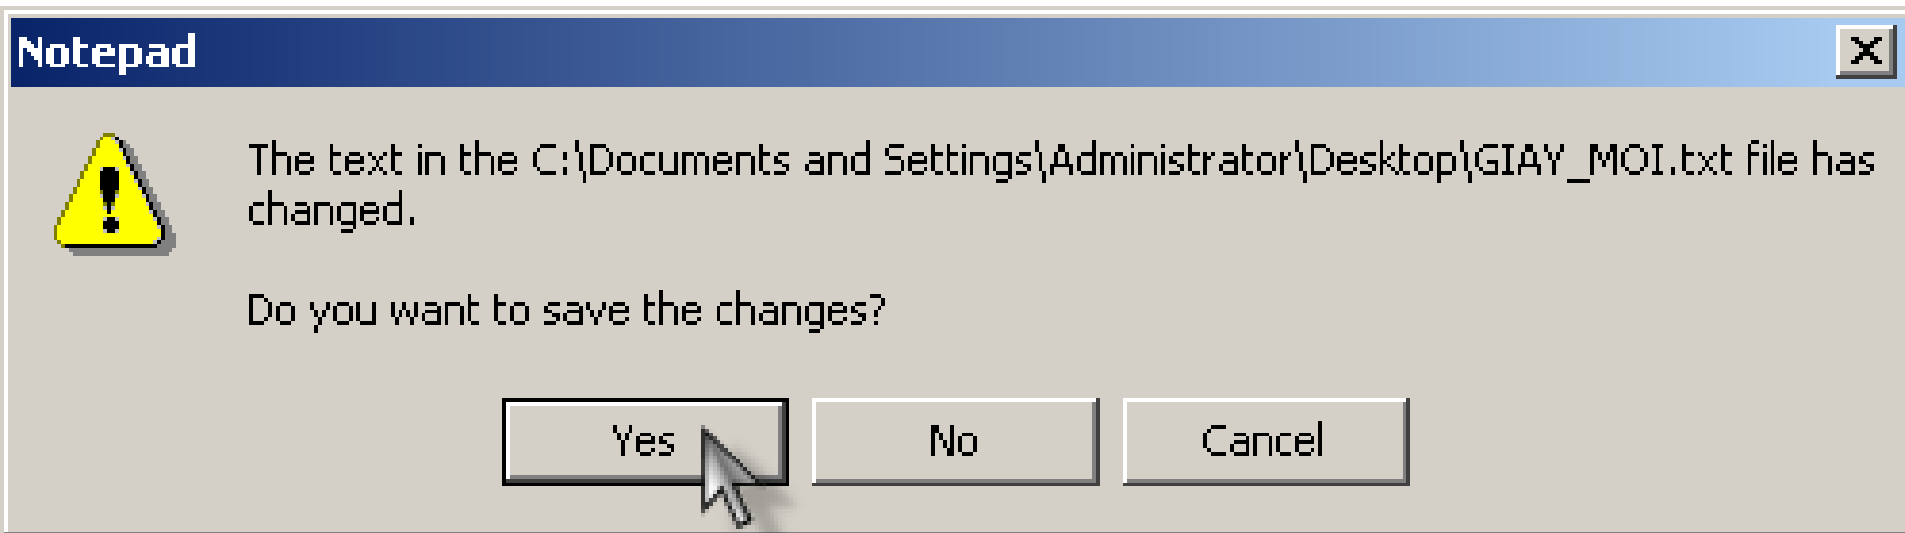 Notepad
The text in the C:\Documents and Settings\Administrator\Desktop\GIAY_MOI.txt file has
changed.
Do you want to save the changes?
Yes No Cancel